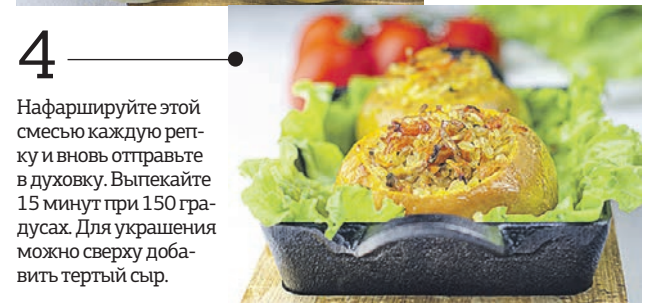 4
Нафаршируйте этой
смесью каждую реп-
ку и вновь отправьте
в духовку. Выпекайте
15 минут при 150 гра-
дусах. Для украшения
можно сверху доба-
вить тертый сыр.